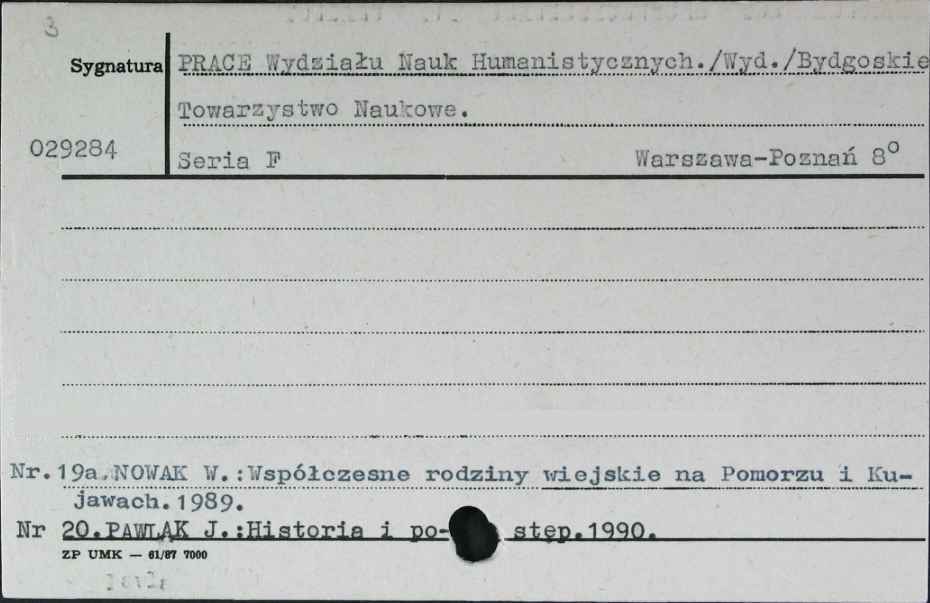 3
Sygnatura PRACE Wydziału Nauk Humanistycznych./Wyd./Bydgoskie
Towarzystwo Naukowe.
029284
Seria F Warszawa-Poznań 8°
Nr.19a.NOWAK W.:Współczesne rodziny wiejskie na Pomorzu i Ku-
jawach.1989.
Nr 20.PAWLAK J.:Historia i po- stęp.1990.
ZP UMK — 61/87 7000